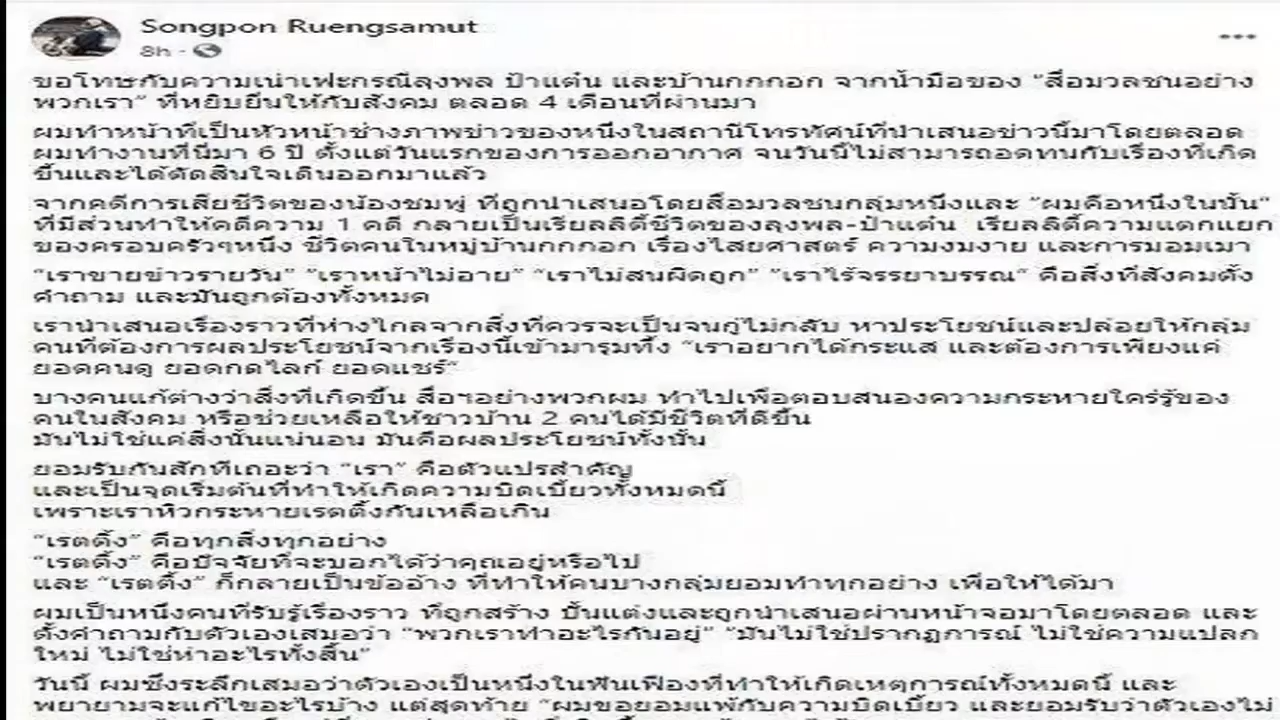 Songpon Ruengsamut
8h
ขอโทษกับความเน่าเฟะกรณีลุงพล ป้าแต๋น และบ้านกกกอก จากน้ำมือของ "สื่อมวลชนอย่าง
พวกเรา" ที่หยิบยื่นให้กับสังคม ตลอด 4 เดือนที่ผ่านมา
ผมทำหน้าที่เป็นหัวหน้าช่างภาพข่าวของหนึ่งในสถานีโทรทัศน์ที่นำเสนอข่าวนี้มาโดยตลอด
ผมทำงานที่นี่มา 6 ปี ตั้งแต่วันแรกของการออกอากาศ จนวันนี้ไม่สามารถอดทนกับเรื่องที่เกิด
ขึ้นและได้ตัดสินใจเดินออกมาแล้ว
จากคดีการเสียชีวิตของน้องชมพู่ ที่ถูกนำเสนอโดยสื่อมวลชนกลุ่มหนึ่งและ "ผมคือหนึ่งในนั้น"
ที่มีส่วนทำให้คดีความ 1 คดี กลายเป็นเรียลลิตี้ชีวิตของลุงพล-ป้าแต๋น เรียลลิตี้ความแตกแยก
ของครอบครัวๆหนึ่ง ชีวิตคนในหมู่บ้านกกกอก เรื่องไสยศาสตร์ ความงมงาย และการมอมเมา
"เราขายข่าวรายวัน" "เราหน้าไม่อาย" "เราไม่สนผิดถูก" "เราไร้จรรยาบรรณ" คือสิ่งที่สังคมตั้ง
คำถาม และมันถูกต้องทั้งหมด
เรานำเสนอเรื่องราวที่ห่างไกลจากสิ่งที่ควรจะเป็นจนกู่ไม่กลับ หาประโยชน์และปล่อยให้กลุ่ม
คนที่ต้องการผลประโยชน์จากเรื่องนี้เข้ามารุมทึ้ง "เราอยากได้กระแส และต้องการเพียงแค่
ยอดคนดู ยอดกดไลก์ ยอดแชร์"
บางคนแก้ต่างว่าสิ่งที่เกิดขึ้น สื่อฯอย่างพวกผม ทำไปเพื่อตอบสนองความกระหายใคร่รู้ของ
คนในสังคม หรือช่วยเหลือให้ชาวบ้าน 2 คนได้มีชีวิตที่ดีขึ้น
มันไม่ใช่แค่สิ่งนั้นแน่นอน มันคือผลประโยชน์ทั้งนั้น
ยอมรับกันสักทีเถอะว่า "เรา" คือตัวแปรสำคัญ
และเป็นจุดเริ่มต้นที่ทำให้เกิดความบิดเบี้ยวทั้งหมดนี้
เพราะเราหิวกระหายเรตติ้งกันเหลือเกิน
"เรตติ้ง" คือทุกสิ่งทุกอย่าง
"เรตติ้ง" คือปัจจัยที่จะบอกได้ว่าคุณอยู่หรือไป
และ "เรตติ้ง" ก็กลายเป็นข้ออ้าง ที่ทำให้คนบางกลุ่มยอมทำทุกอย่าง เพื่อให้ได้มา
ผมเป็นหนึ่งคนที่รับรู้เรื่องราว ที่ถูกสร้าง ปั้นแต่งและถูกนำเสนอผ่านหน้าจอมาโดยตลอด และ
ตั้งคำถามกับตัวเองเสมอว่า "พวกเราทำอะไรกันอยู่" "มันไม่ใช่ปรากฏการณ์ ไม่ใช่ความแปลก
ใหม่ ไม่ใช่ห่าอะไรทั้งสิ้น"
วันนี้ ผมซึ่งระลึกเสมอว่าตัวเองเป็นหนึ่งในฟันเฟืองที่ทำให้เกิดเหตุการณ์ทั้งหมดนี้ และ
พยายามจะแก้ไขอะไรบ้าง แต่สุดท้าย "ผมขอยอมแพ้กับความบิดเบี้ยว และยอมรับว่าตัวเองไม่